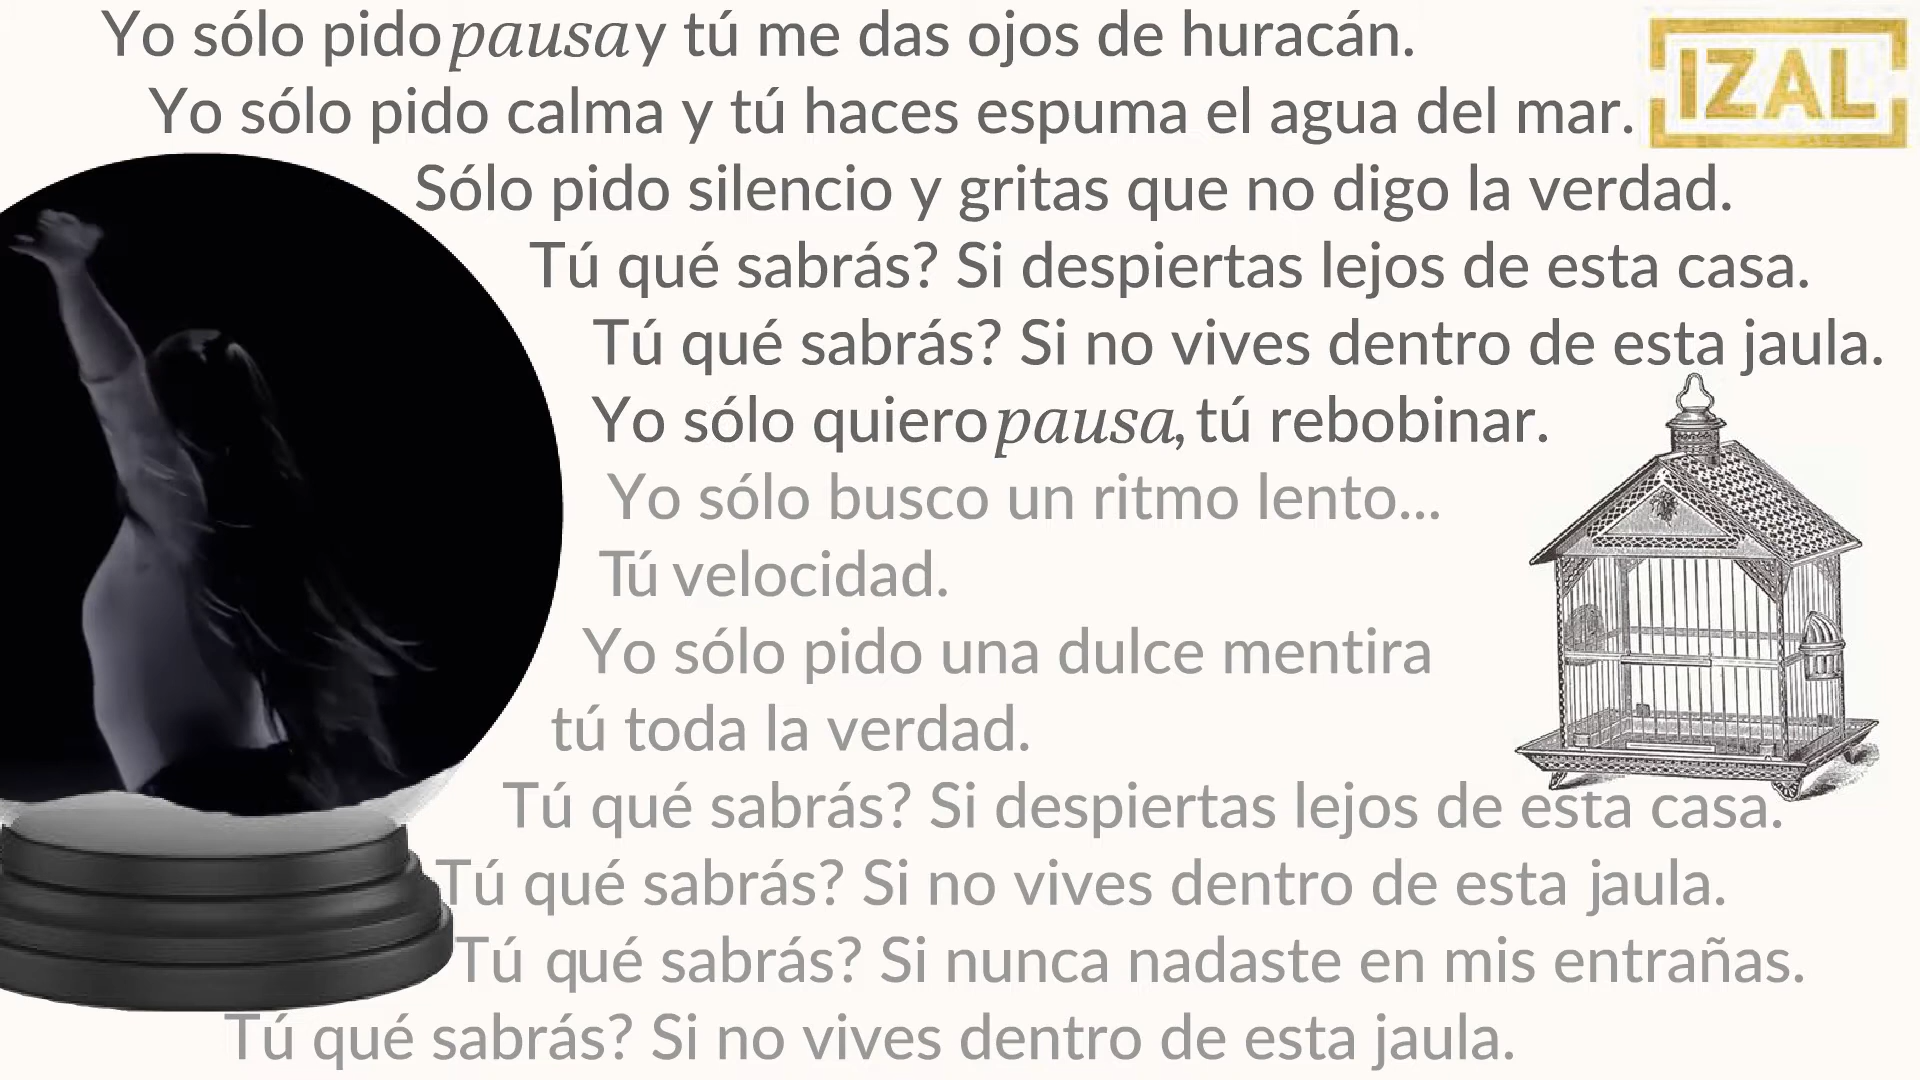 Yo sólo pido pausa y tú me das ojos de huracán.
IZAL
Yo sólo pido calma y tú haces espuma el agua del mar.
Sólo pido silencio y gritas que no digo la verdad.
Tú qué sabrás? Si despiertas lejos de esta casa.
Tú qué sabrás? Si no vives dentro de esta jaula.
Yo sólo quiero pausa, tú rebobinar.
Yo sólo busco un ritmo lento...
Tú velocidad.
Yo sólo pido una dulce mentira
tú toda la verdad.
Tú qué sabrás? Si despiertas lejos de esta casa.
Tú qué sabrás? Si no vives dentro de esta jaula.
Tú qué sabrás? Si nunca nadaste en mis entrañas.
Tú qué sabrás? Si no vives dentro de esta jaula.